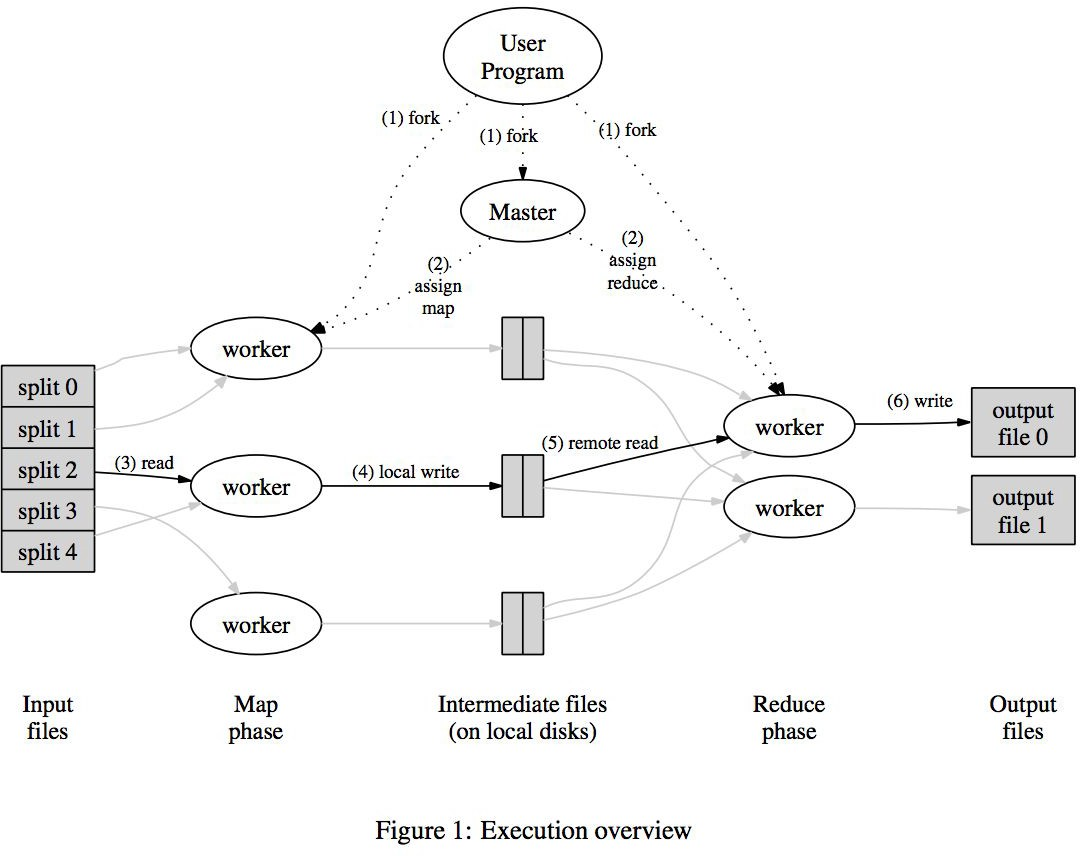 User
Program
(1) fork
(1) fork
(1) fork
Master
(2)
assign
map
(2)
assign
reduce
worker
split 0
split 1
split 2
split 3
split 4
(3) read
worker
(4) local write
(5) remote read
worker
worker
worker
(6) write
output
file 0
output
file 1
Input
files
Map
phase
Intermediate files
(on local disks)
Reduce
phase
Output
files
Figure 1: Execution overview